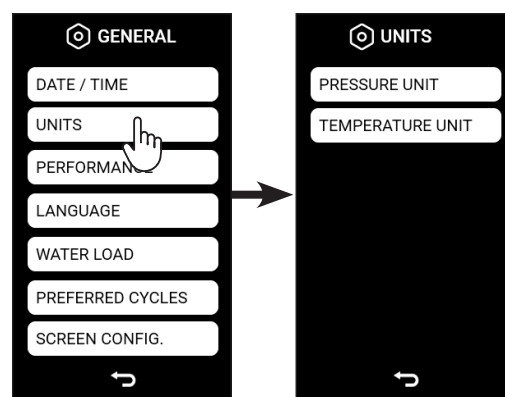 GENERAL
DATE / TIME
UNITS
PERFORMANCE
LANGUAGE
WATER LOAD
PREFERRED CYCLES
SCREEN CONFIG.
UNITS
PRESSURE UNIT
TEMPERATURE UNIT